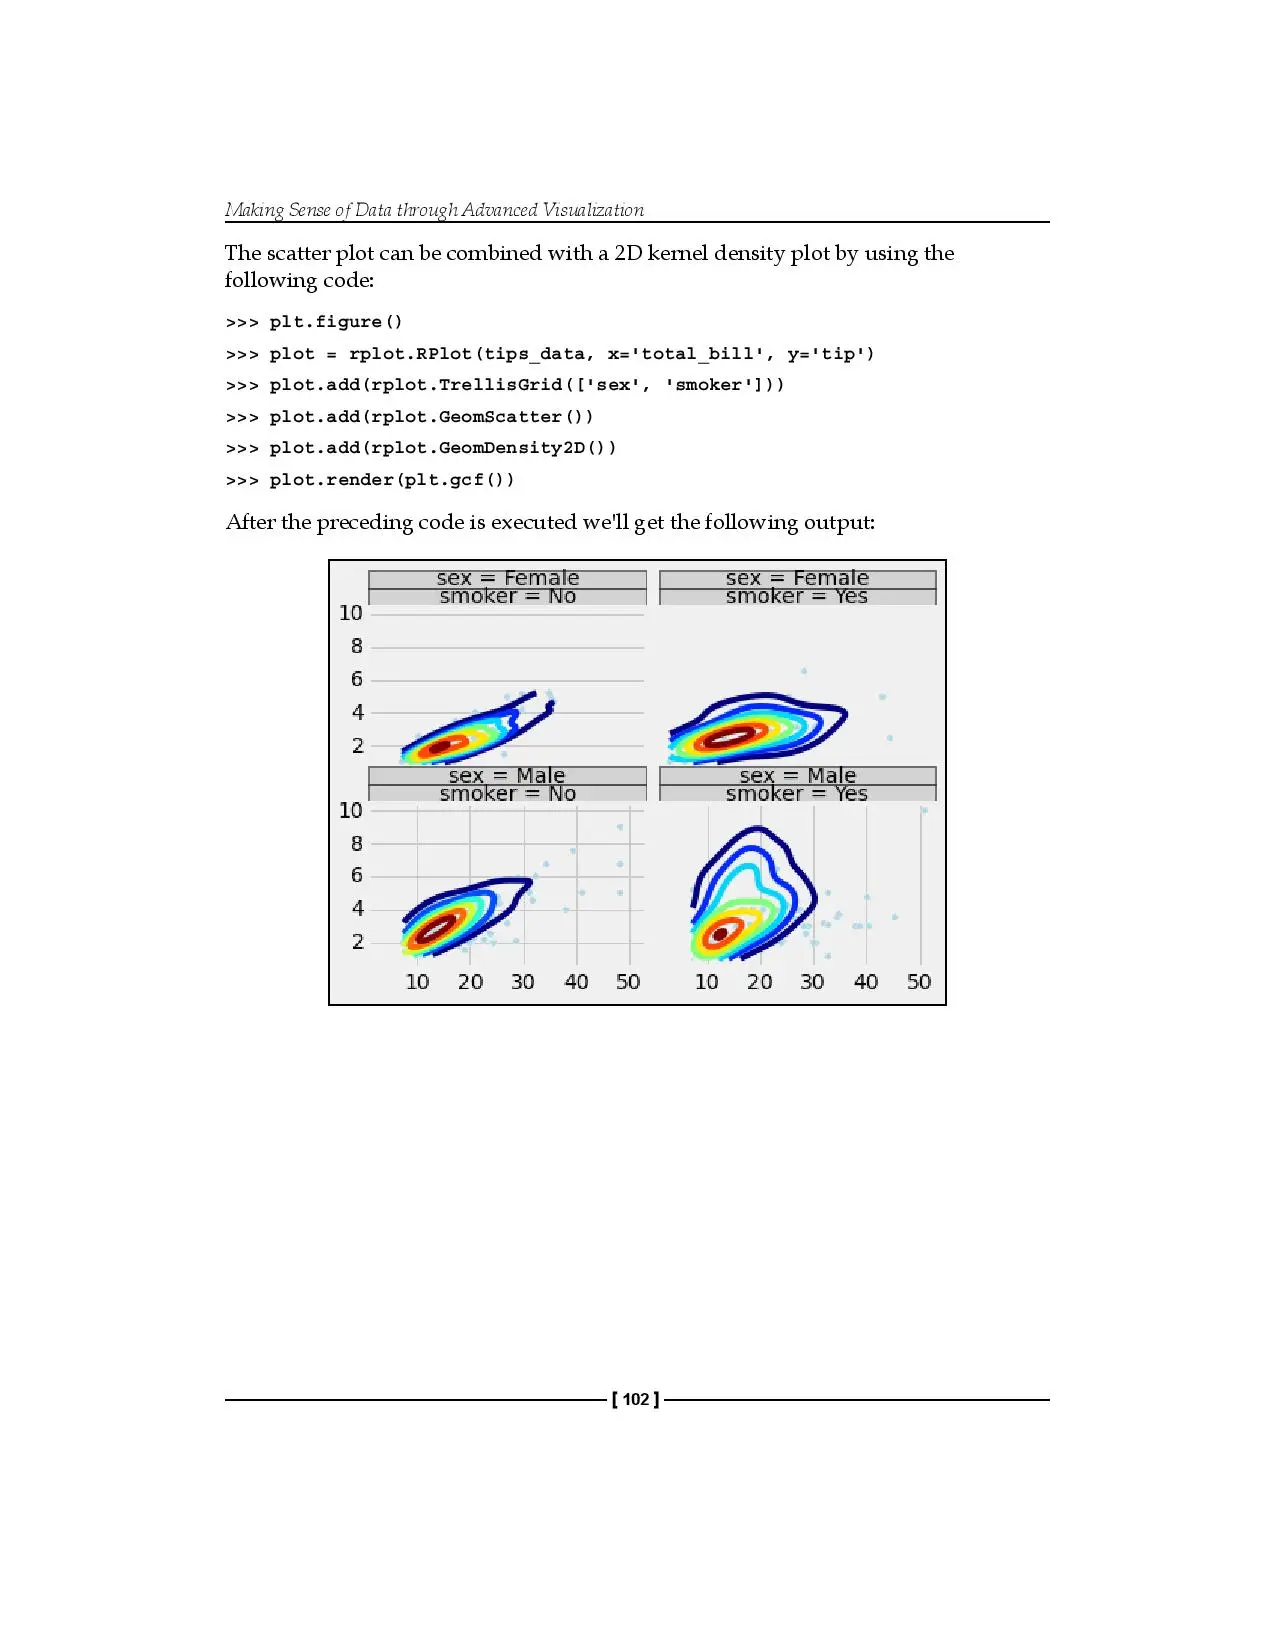 Making Sense of Data through Advanced Visualization
The scatter plot can be combined with a 2D kernel density plot by using the
following code:
>>> plt.figure()
>>> plot = rplot.RPlot(tips_data, x='total_bill', y='tip')
>>> plot.add(rplot.TrellisGrid(['sex', 'smoker']))
>>> plot.add(rplot.GeomScatter())
>>> plot.add(rplot.GeomDensity2D())
>>> plot.render(plt.gcf())
After the preceding code is executed we'll get the following output:
sex = Female sex = Female
smoker = No smoker = Yes
10
8
6
4
2
sex = Male sex = Male
smoker = No smoker = Yes
10
8
6
4
2
10 20 30 40 50 10 20 30 40 50
[ 102 ]